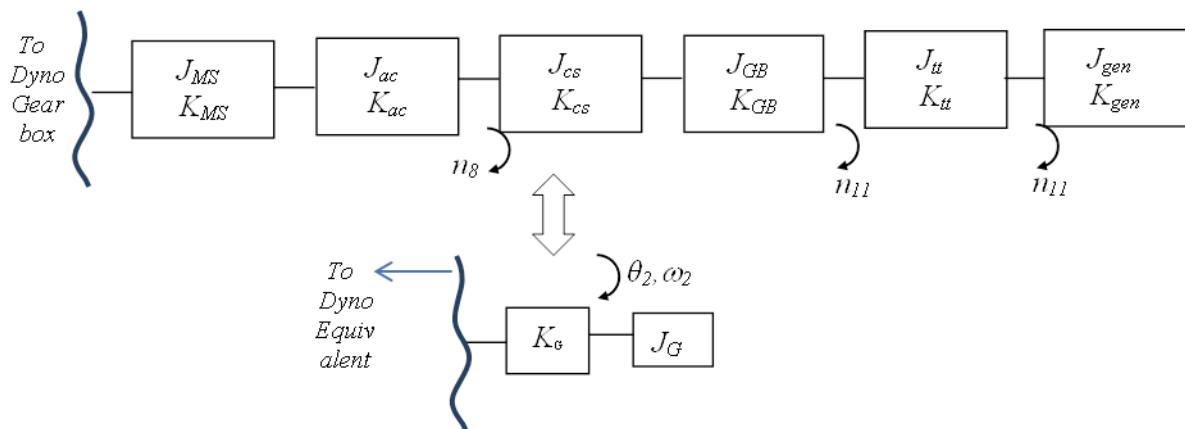 To
Dyno
Gear
box
J_MS
K_MS
J_ac
K_ac
J_cs
K_cs
J_GB
K_GB
J_tt
K_tt
J_gen
K_gen
n_8
n_11
n_11
To
Dyno
Equiv
alent
θ_2, ω_2
K_G
J_G